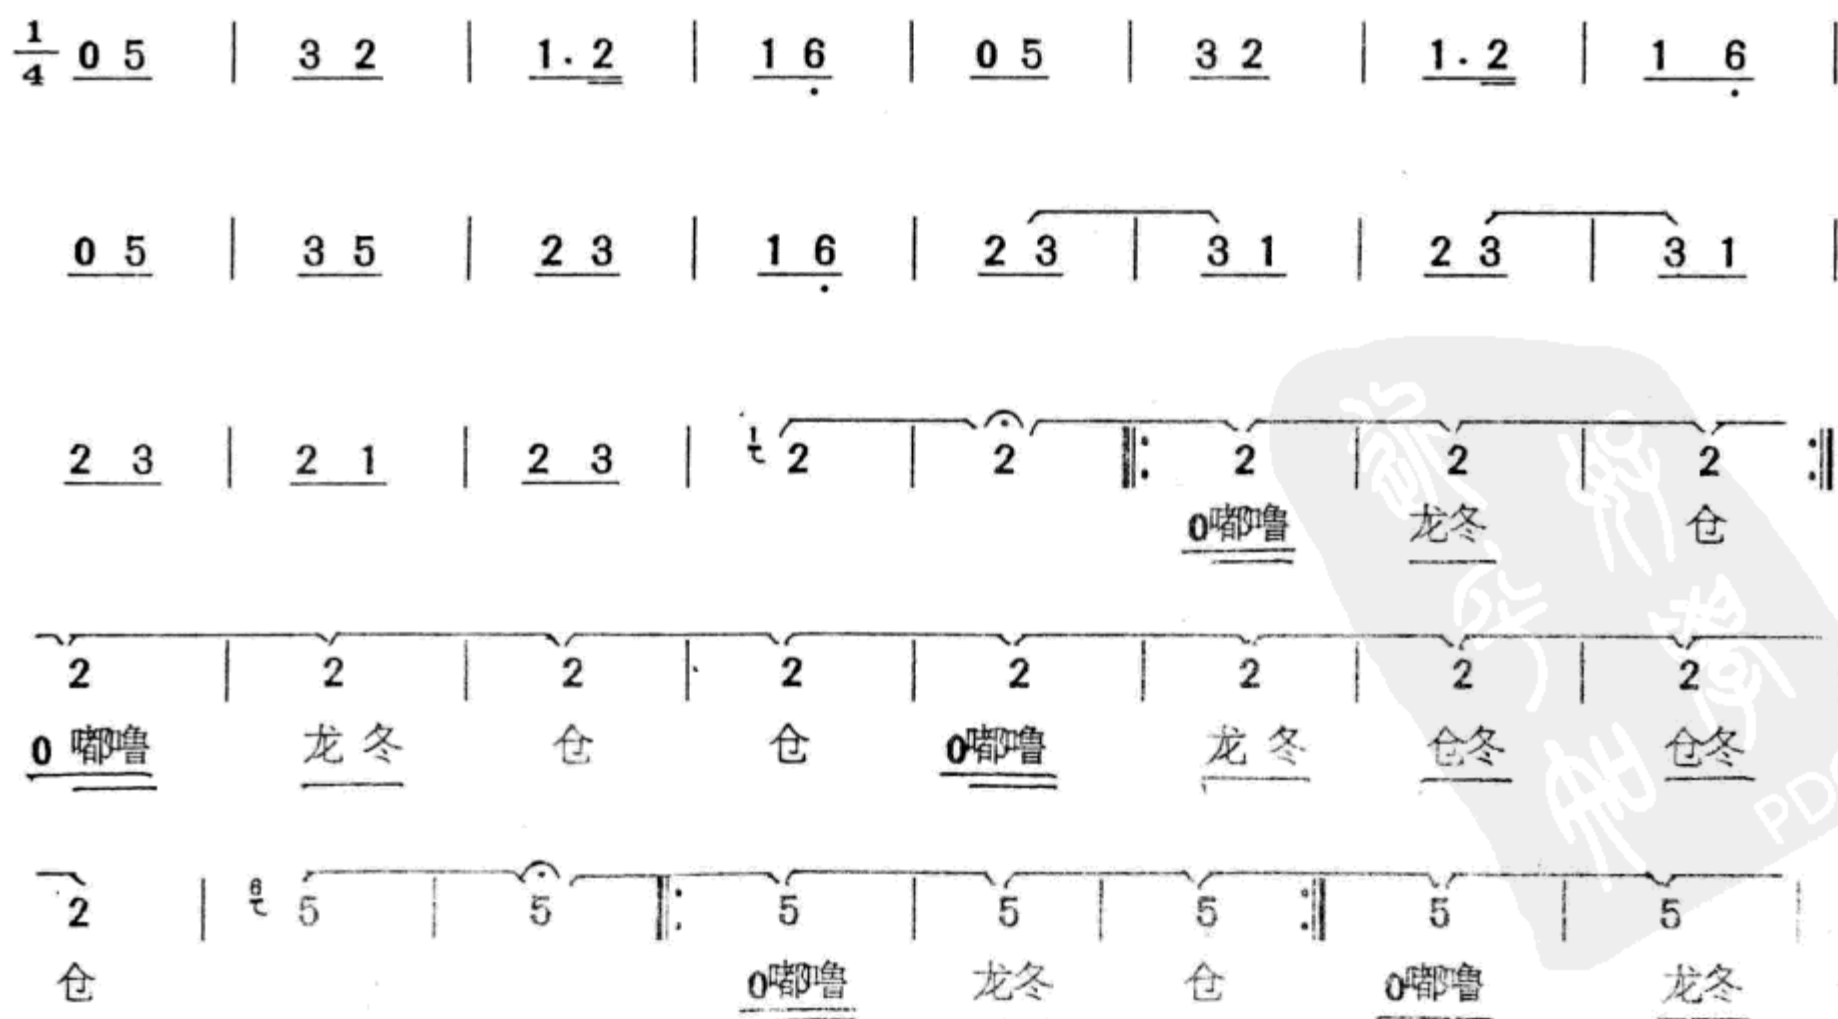 1/4 0 5 | 3 2 | 1. 2 | 1 6 | 0 5 | 3 2 | 1. 2 | 1 6 |
0 5 | 3 5 | 2 3 | 1 6 | 2 3 | 3 1 | 2 3 | 3 1 |
2 3 | 2 1 | 2 3 | 1 2 | 2 ‖: 2 | 2 | 2 :‖
0嘟噜 龙冬 仓
2 | 2 | 2 | 2 | 2 | 2 | 2 | 2
0 嘟噜 龙 冬 仓 仓 0嘟噜 龙 冬 仓冬 仓冬
2 | 6 5 | 5 ‖: 5 | 5 | 5 :‖ 5 | 5 |
仓 0嘟噜 龙冬 仓 0嘟噜 龙冬
PD